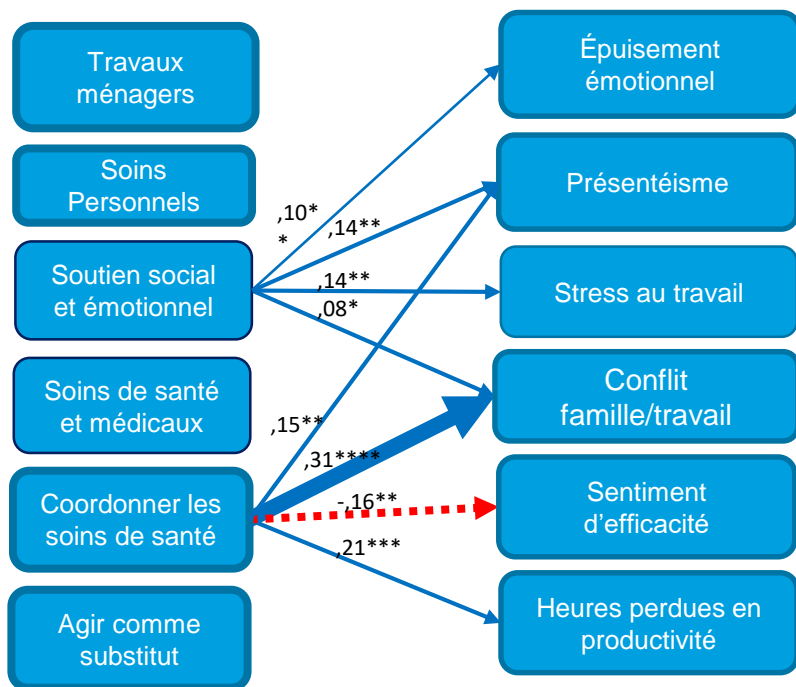 Travaux
ménagers
Soins
Personnels
Soutien social
et émotionnel
Soins de santé
et médicaux
Coordonner les
soins de santé
Agir comme
substitut
,10*
*
,14**
,14**
,08*
,15**
,31****
-,16**
,21***
Épuisement
émotionnel
Présentéisme
Stress au travail
Conflit
famille/travail
Sentiment
d’efficacité
Heures perdues en
productivité